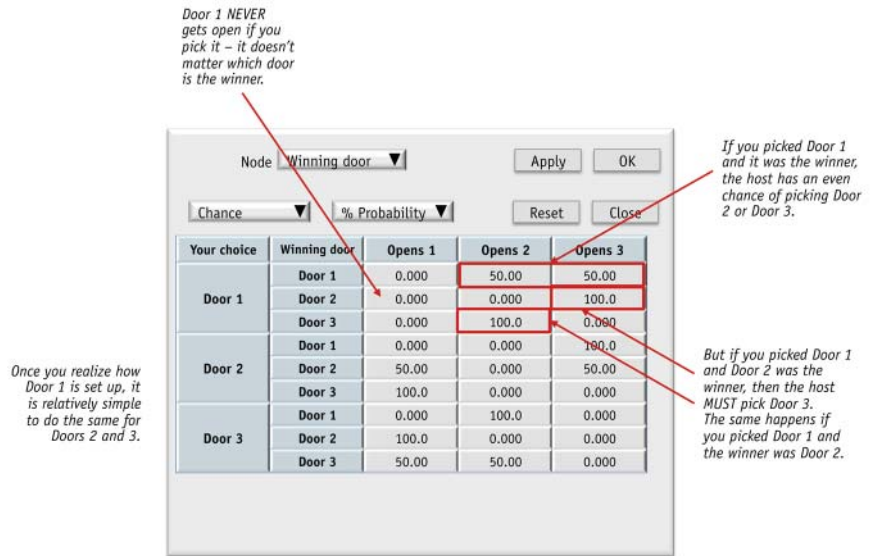 Door 1 NEVER
gets open if you
pick it – it doesn't
matter which door
is the winner.
Node Winning door Apply OK
Chance % Probability Reset Close
Your choice Winning door Opens 1 Opens 2 Opens 3
Door 1 Door 1 0.000 50.00 50.00
Door 2 0.000 0.000 100.0
Door 3 0.000 100.0 0.000
Door 2 Door 1 0.000 0.000 100.0
Door 2 50.00 0.000 50.00
Door 3 100.0 0.000 0.000
Door 3 Door 1 0.000 100.0 0.000
Door 2 100.0 0.000 0.000
Door 3 50.00 50.00 0.000
If you picked Door 1
and it was the winner,
the host has an even
chance of picking Door
2 or Door 3.
But if you picked Door 1
and Door 2 was the
winner, then the host
MUST pick Door 3.
The same happens if
you picked Door 1 and
the winner was Door 2.
Once you realize how
Door 1 is set up, it
is relatively simple
to do the same for
Doors 2 and 3.